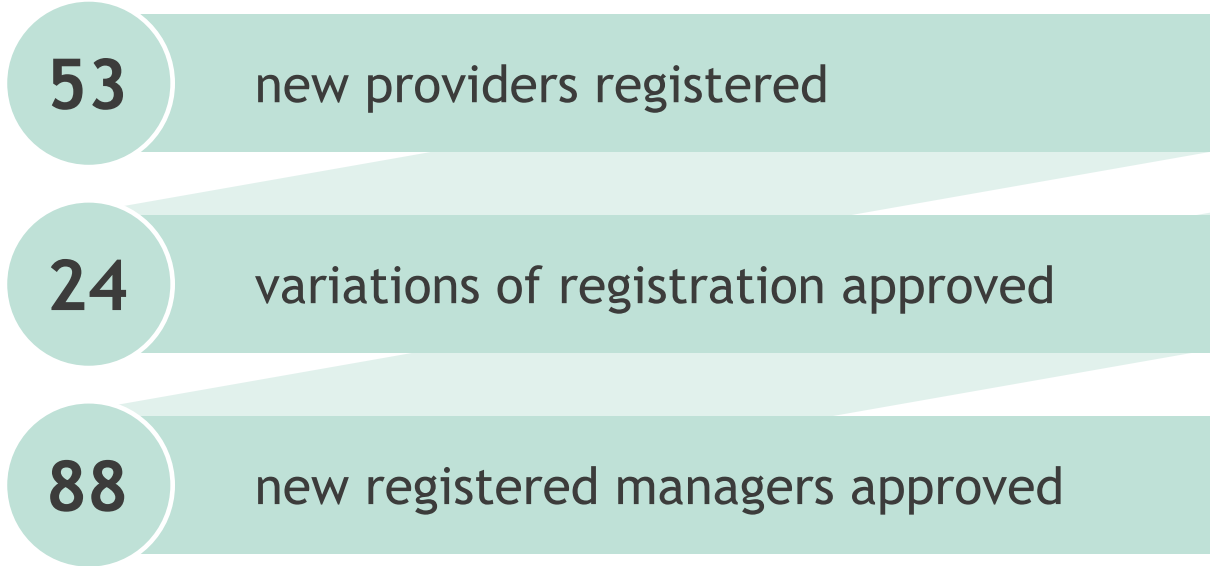 53 new providers registered
24 variations of registration approved
88 new registered managers approved